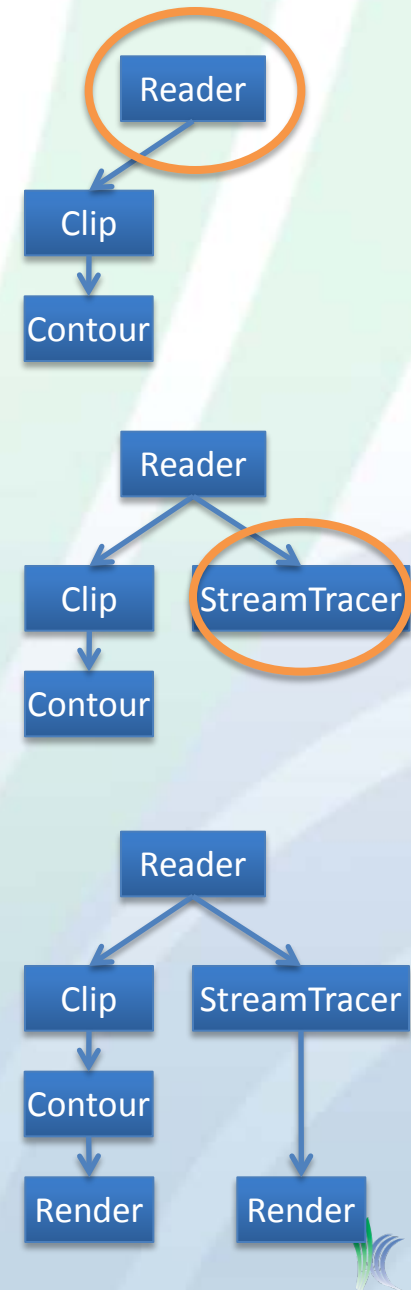 Reader
Clip
Contour
Reader
Clip StreamTracer
Contour
Reader
Clip StreamTracer
Contour
Render Render